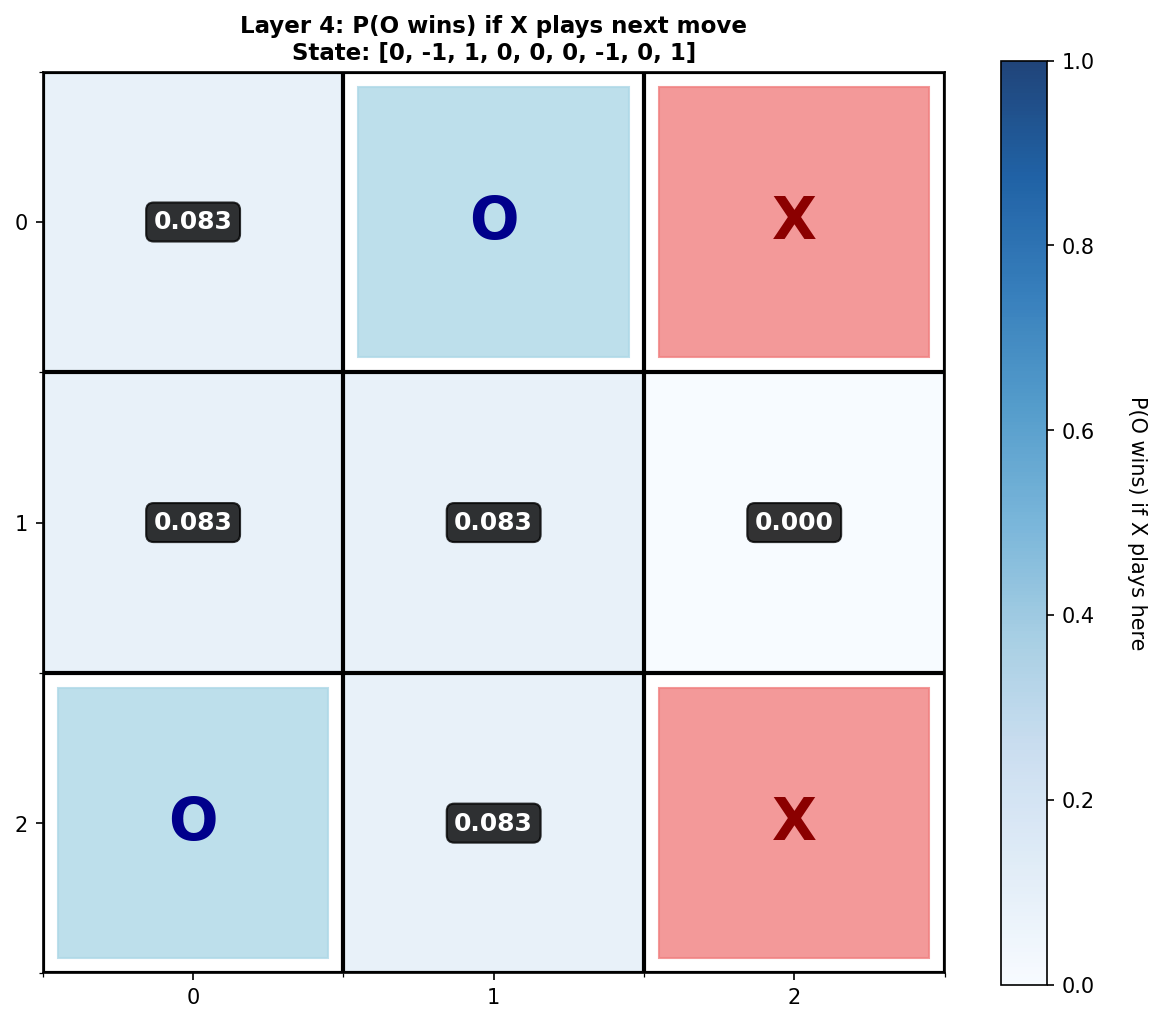 Layer 4: P(O wins) if X plays next move
State: [0, -1, 1, 0, 0, 0, -1, 0, 1]
1.0
0.8
0.6
0.4
0.2
0.0
P(O wins) if X plays here
0
0.083
O
X
1
0.083
0.083
0.000
2
O
0.083
X
0
1
2